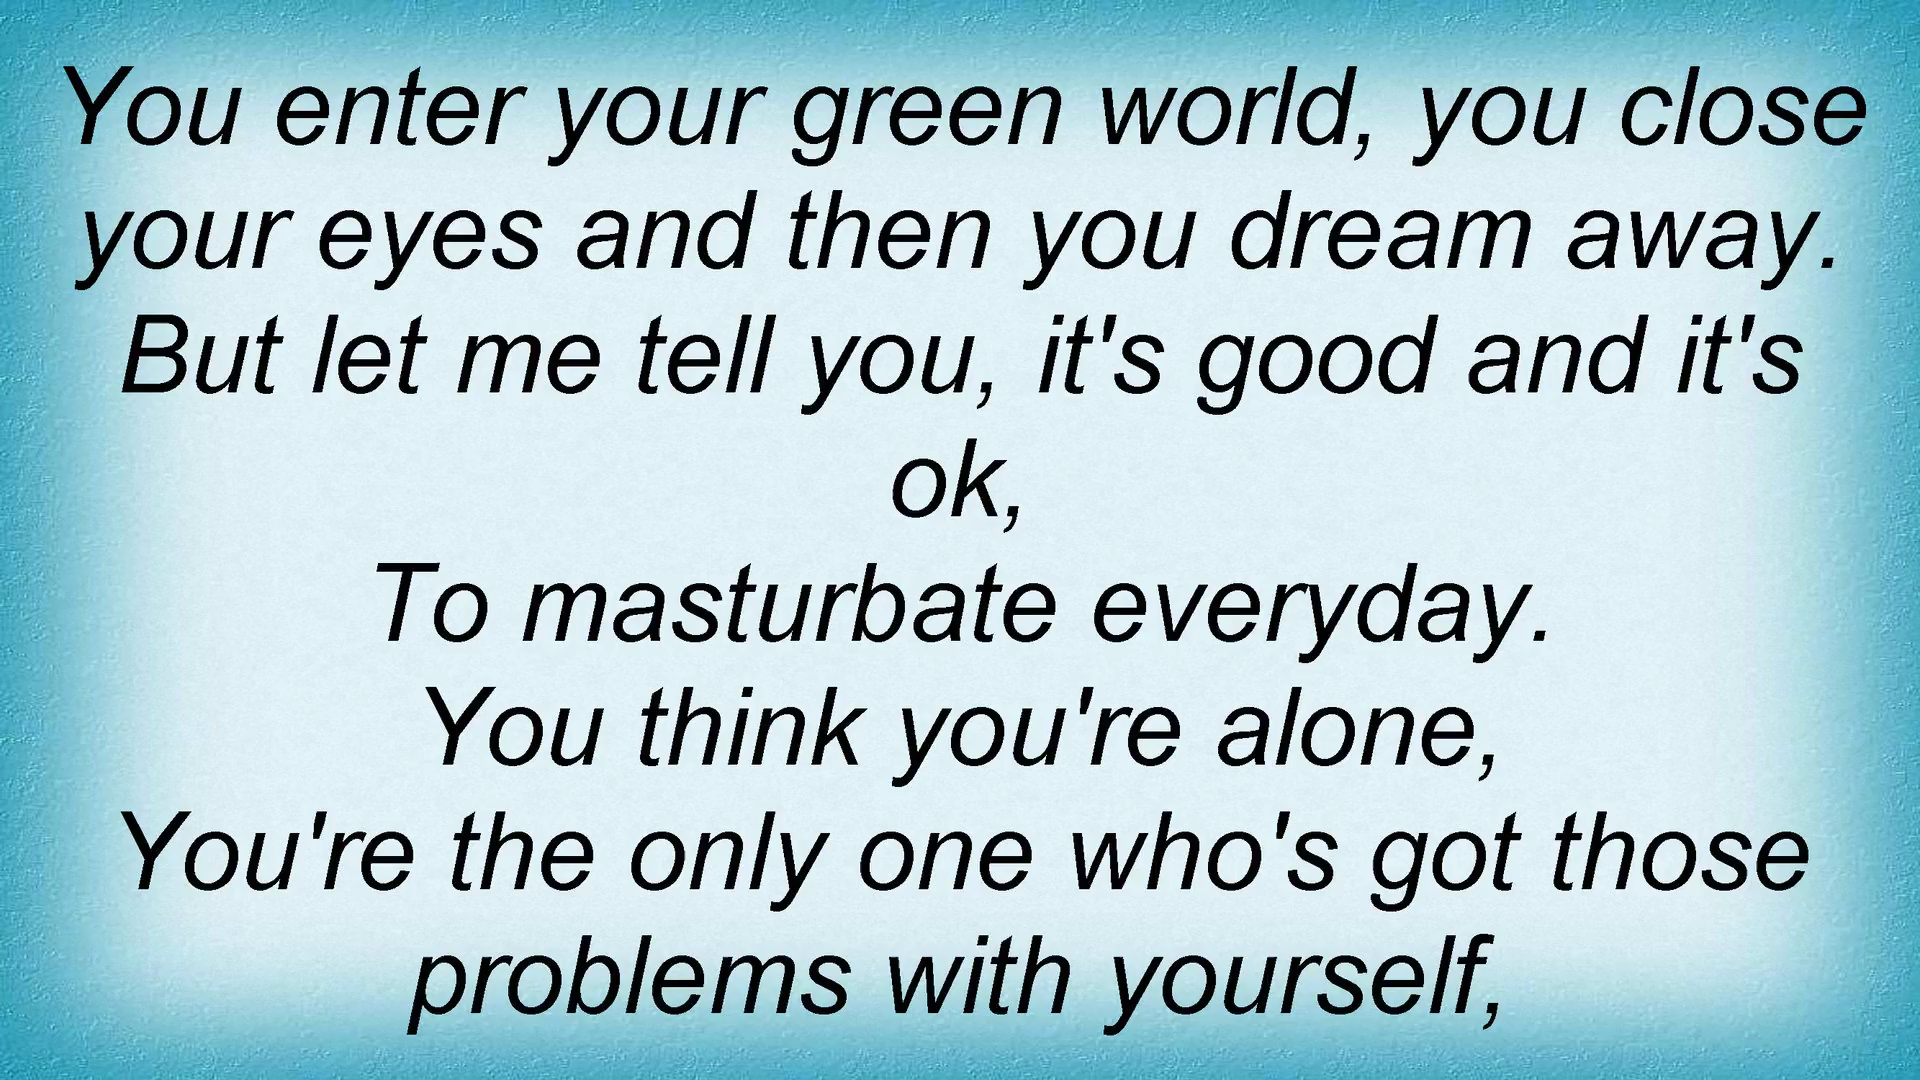 You enter your green world, you close
your eyes and then you dream away.
But let me tell you, it's good and it's
ok,
To masturbate everyday.
You think you're alone,
You're the only one who's got those
problems with yourself,